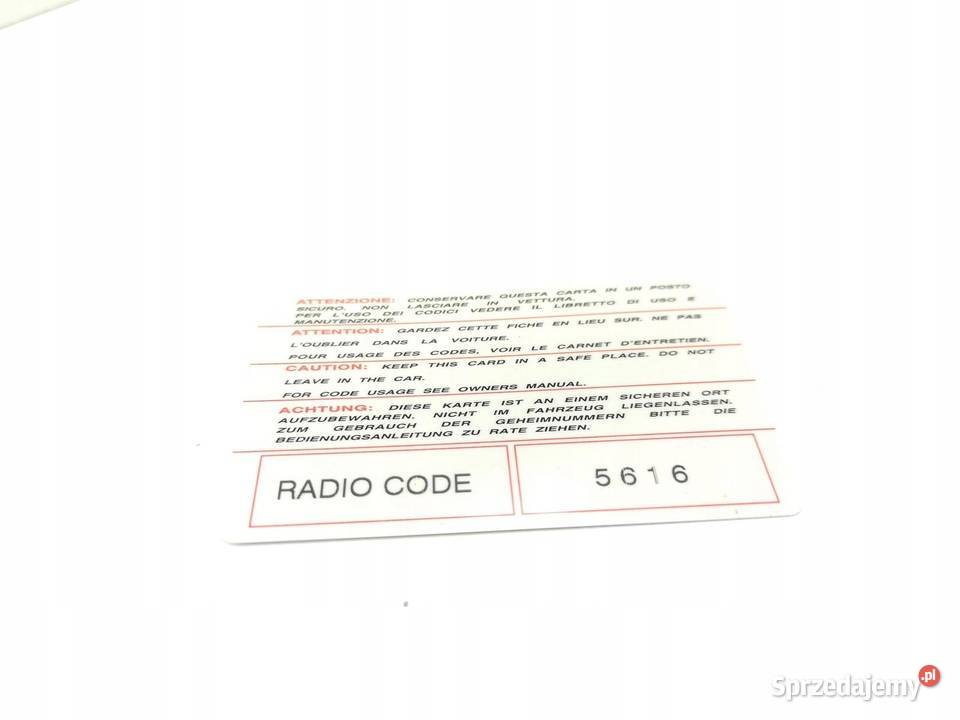 ATTENZIONE: CONSERVARE QUESTA CARTA IN UN POSTO
SICURO. NON LASCIARE IN VETTURA.
PER L'USO DEI CODICI VEDERE IL LIBRETTO DI USO E
MANUTENZIONE.
ATTENTION: GARDEZ CETTE FICHE EN LIEU SUR. NE PAS
L'OUBLIER DANS LA VOITURE.
POUR USAGE DES CODES, VOIR LE CARNET D'ENTRETIEN.
CAUTION: KEEP THIS CARD IN A SAFE PLACE. DO NOT
LEAVE IN THE CAR.
FOR CODE USAGE SEE OWNERS MANUAL.
ACHTUNG: DIESE KARTE IST AN EINEM SICHEREN ORT
AUFZUBEWAHREN. NICHT IM FAHRZEUG LIEGENLASSEN.
ZUM GEBRAUCH DER GEHEIMNUMMERN BITTE DIE
BEDIENUNGSANLEITUNG ZU RATE ZIEHEN.
RADIO CODE 5616
Sprzedajemy.pl